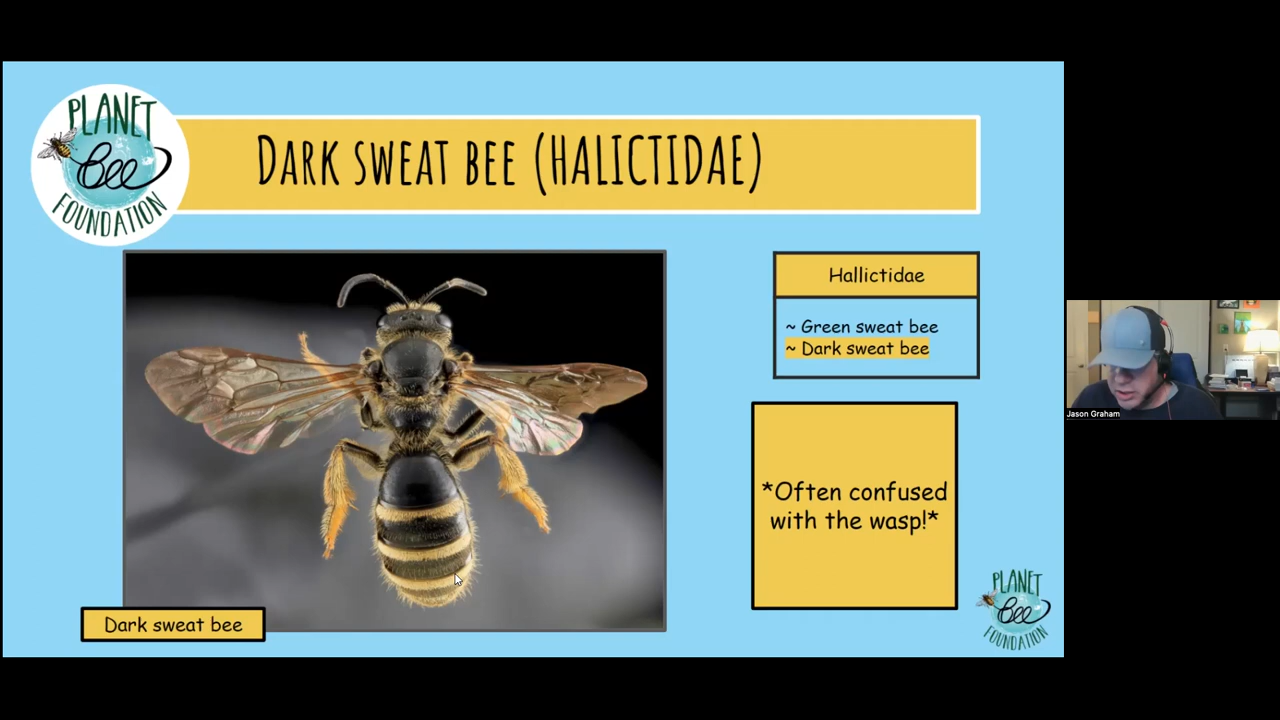 PLANET
Bee
FOUNDATION
DARK SWEAT BEE (HALICTIDAE)
Hallictidae
~ Green sweat bee
~ Dark sweat bee
*Often confused
with the wasp!*
Dark sweat bee
PLANET
Bee
FOUNDATION
Jason Graham